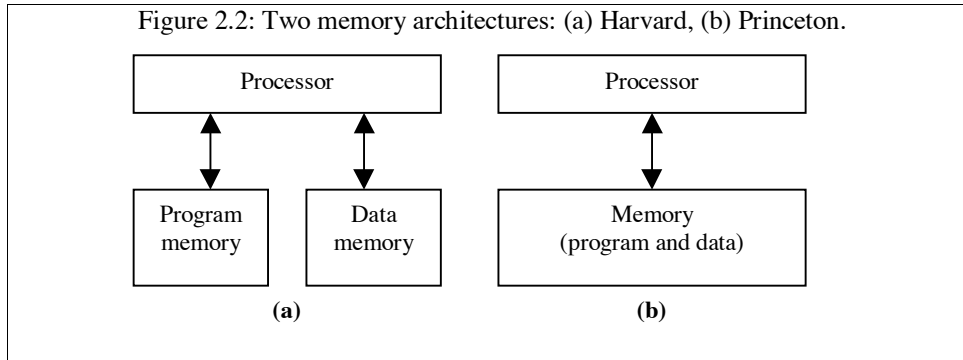 Figure 2.2: Two memory architectures: (a) Harvard, (b) Princeton.
Processor
Program
memory
Data
memory
(a)
Processor
Memory
(program and data)
(b)